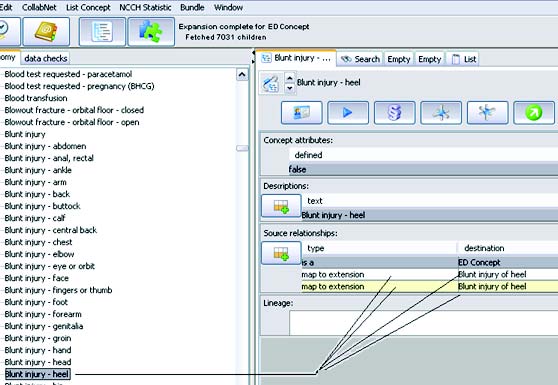 Edit CollabNet List Concept NCCH Statistic Bundle Window
Expansion complete for ED Concept
Fetched 7031 children
nomy data checks
Blood test requested - paracetamol
Blood test requested - pregnancy (BHCG)
Blood transfusion
Blowout fracture - orbital floor - closed
Blowout fracture - orbital floor - open
Blunt injury
Blunt injury - abdomen
Blunt injury - anal, rectal
Blunt injury - ankle
Blunt injury - arm
Blunt injury - back
Blunt injury - buttock
Blunt injury - calf
Blunt injury - central back
Blunt injury - chest
Blunt injury - elbow
Blunt injury - eye or orbit
Blunt injury - face
Blunt injury - fingers or thumb
Blunt injury - foot
Blunt injury - forearm
Blunt injury - genitalia
Blunt injury - groin
Blunt injury - hand
Blunt injury - head
Blunt injury - heel
Blunt injury - hip
Blunt injury - ... Search Empty Empty List
Blunt injury - heel
Concept attributes:
defined
false
Descriptions:
text
Blunt injury - heel
Source relationships:
type destination
is a ED Concept
map to extension Blunt injury of heel
map to extension Blunt injury of heel
Lineage: